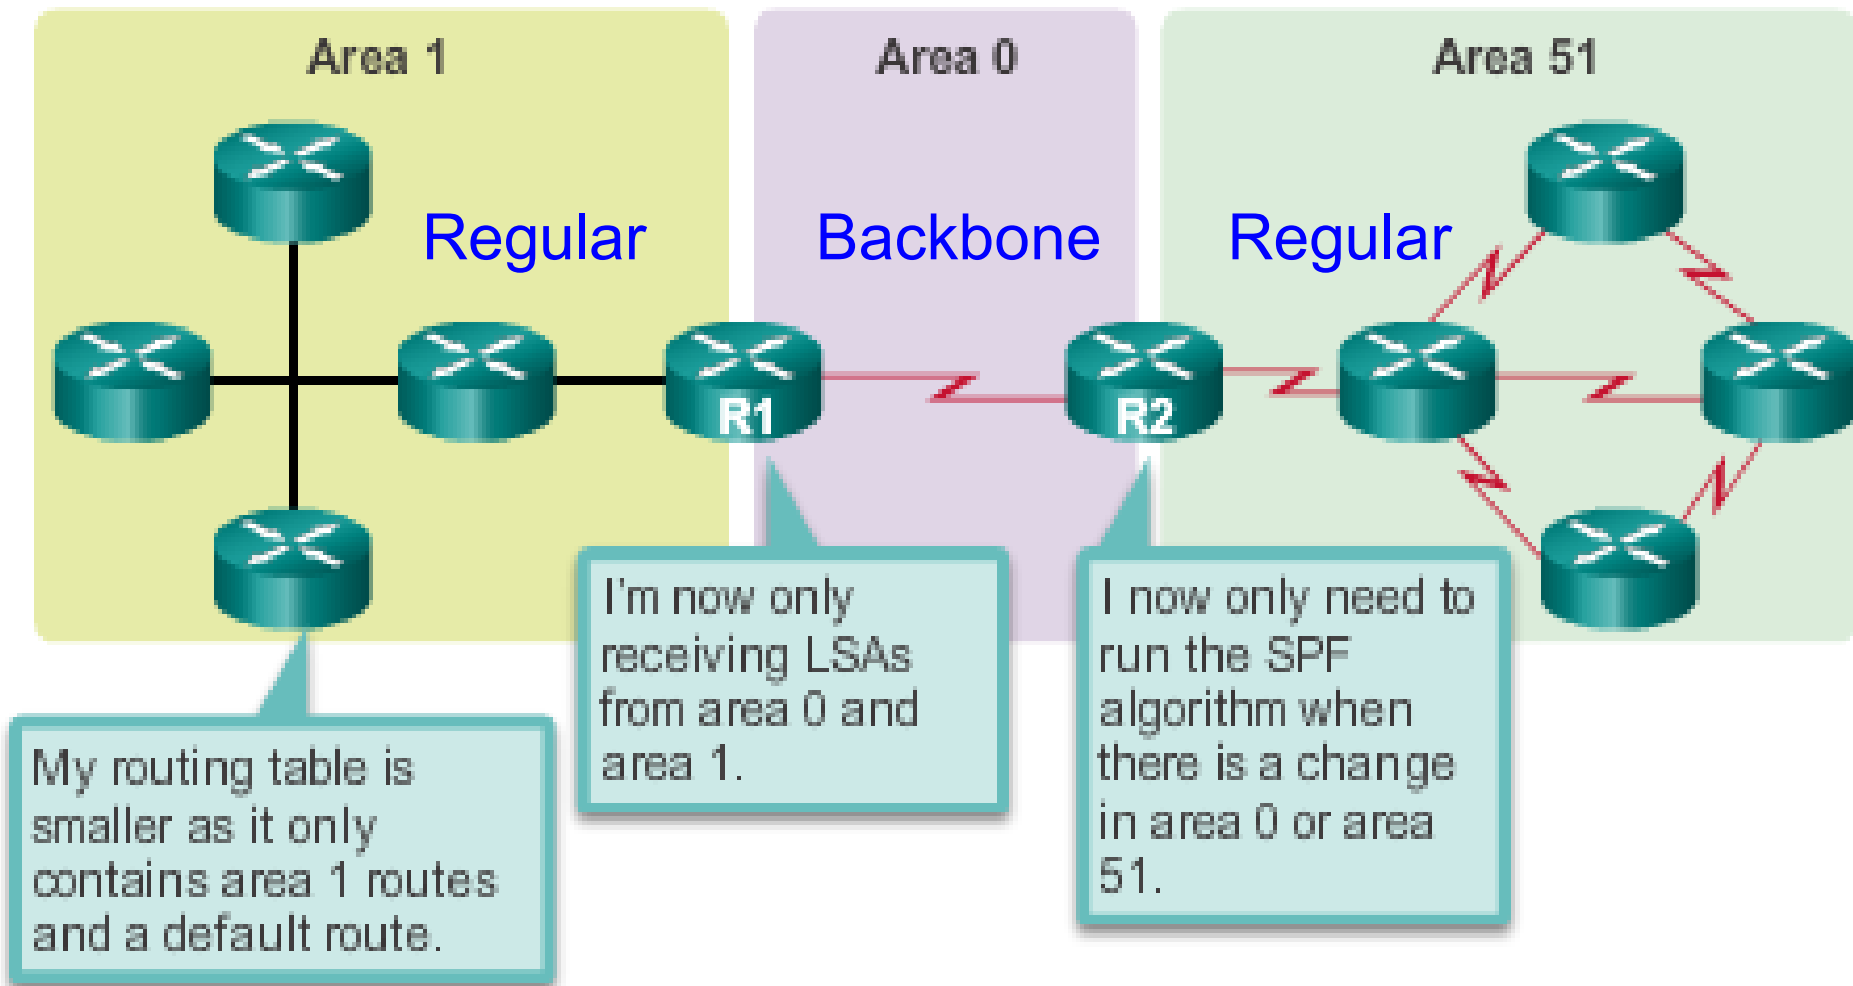 Area 1
Area 0
Area 51
Regular
Backbone
Regular
R1
R2
I'm now only
receiving LSAs
from area 0 and
area 1.
I now only need to
run the SPF
algorithm when
there is a change
in area 0 or area
51.
My routing table is
smaller as it only
contains area 1 routes
and a default route.